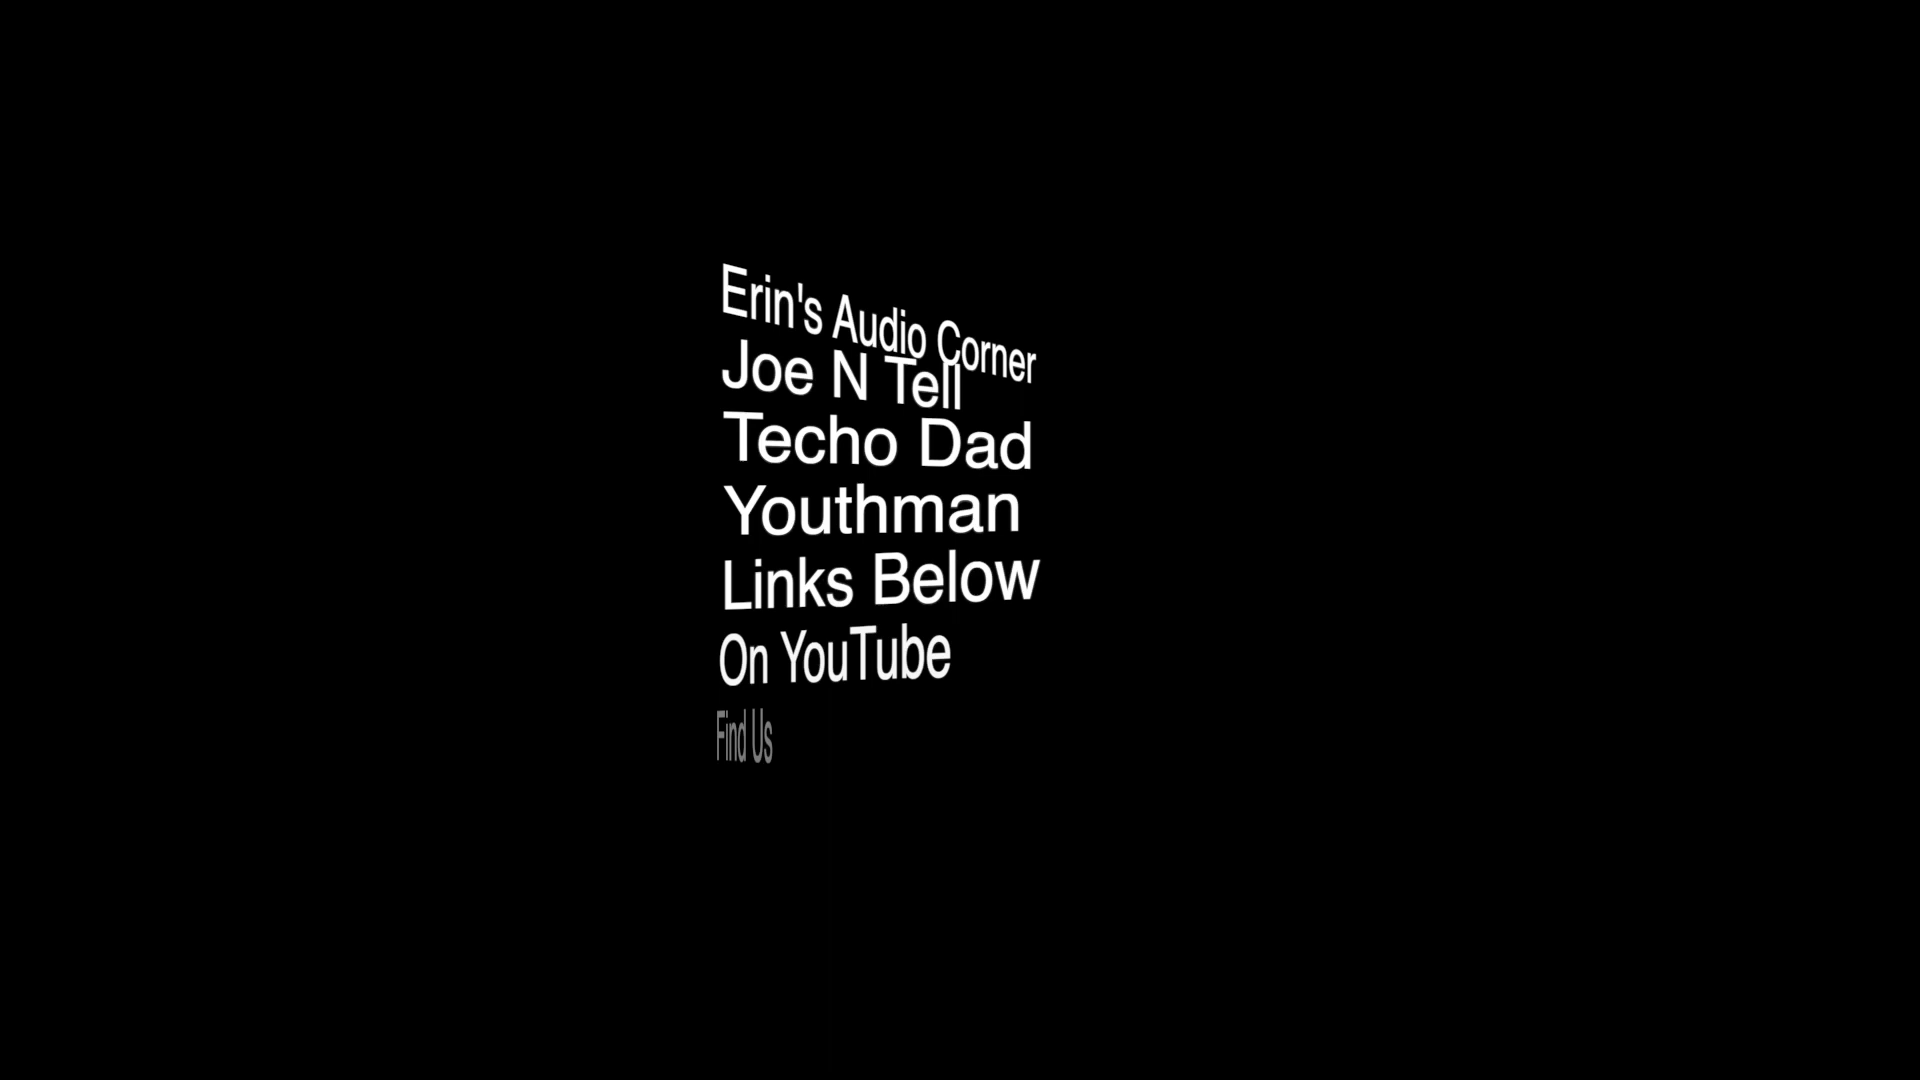 Erin's Audio Corner
Joe N Tell
Techo Dad
Youthman
Links Below
On YouTube
Find Us